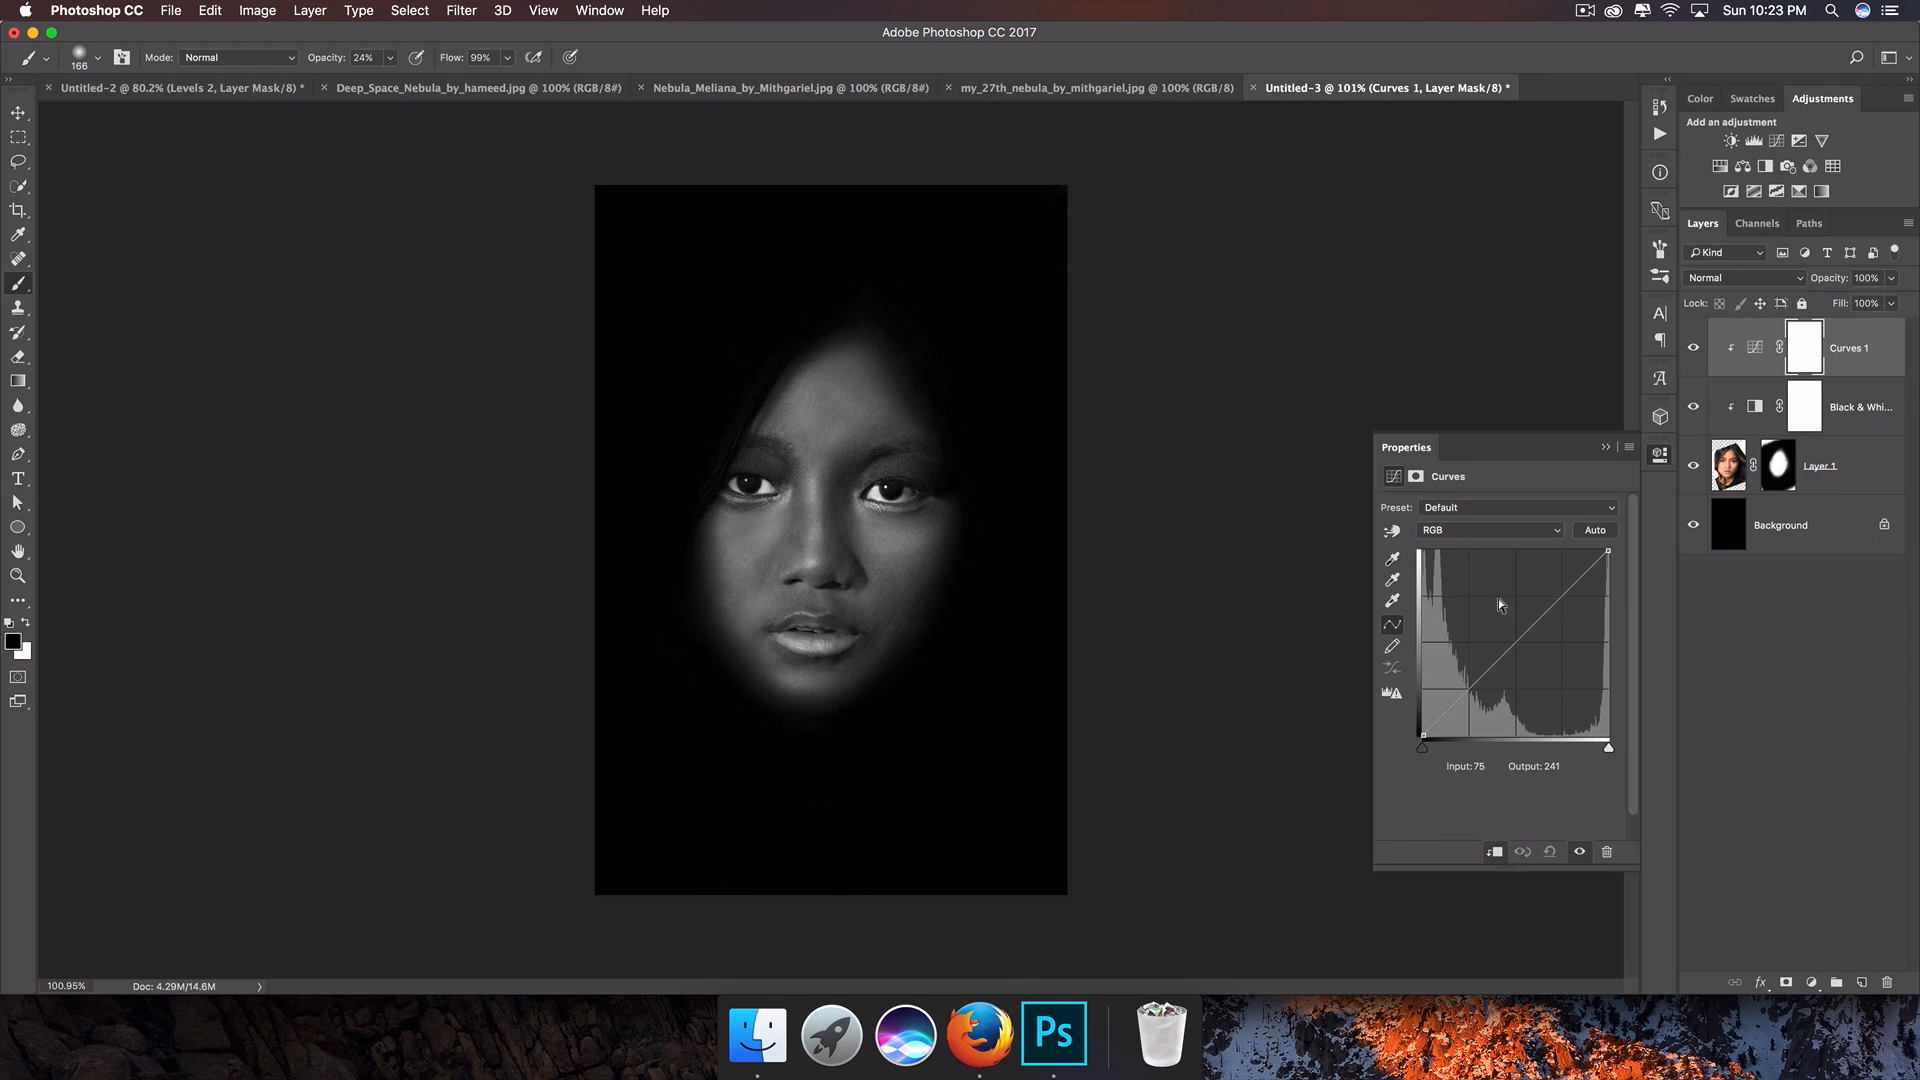 Photoshop CC File Edit Image Layer Type Select Filter 3D View Window Help Sun 10:23 PM
Adobe Photoshop CC 2017
166 Mode: Normal Opacity: 24% Flow: 99%
Untitled-2 @ 80.2% (Levels 2, Layer Mask/8) * Deep_Space_Nebula_by_hameed.jpg @ 100% (RGB/8#) Nebula_Meliana_by_Mithgariel.jpg @ 100% (RGB/8#) my_27th_nebula_by_mithgariel.jpg @ 100% (RGB/8) Untitled-3 @ 101% (Curves 1, Layer Mask/8) *
Color Swatches Adjustments
Add an adjustment
Layers Channels Paths
Kind
Normal Opacity: 100%
Lock: Fill: 100%
Curves 1
Black & Whi...
Layer 1
Background
Properties
Curves
Preset: Default
RGB Auto
Input: 75 Output: 241
100.95% Doc: 4.29M/14.6M
Ps